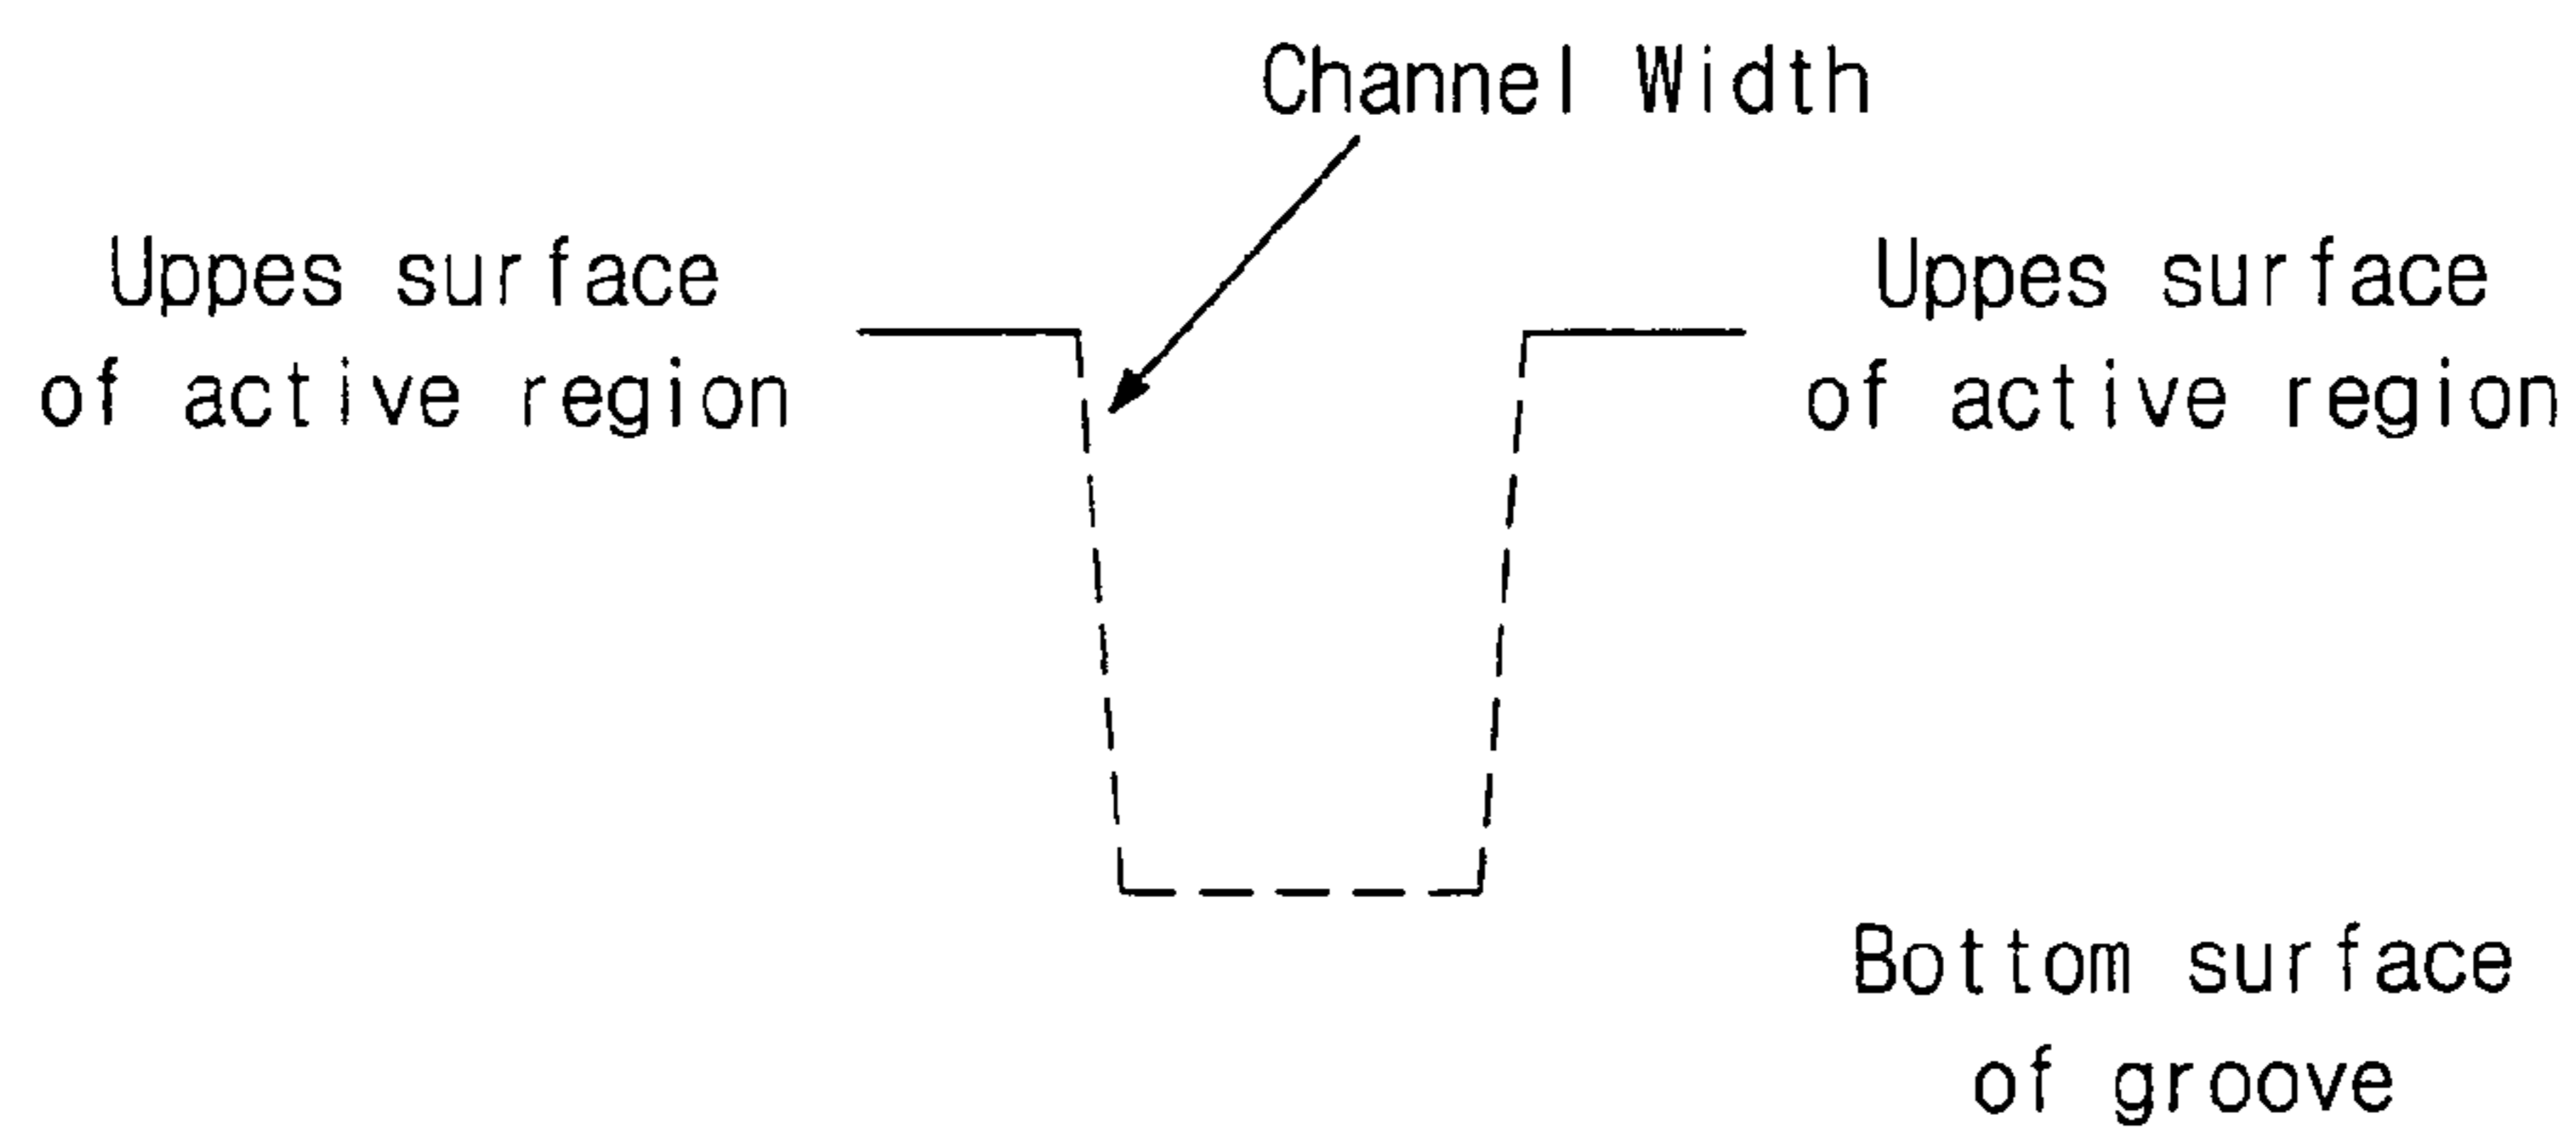 Channel Width
Uppes surface
of active region
Uppes surface
of active region
Bottom surface
of groove